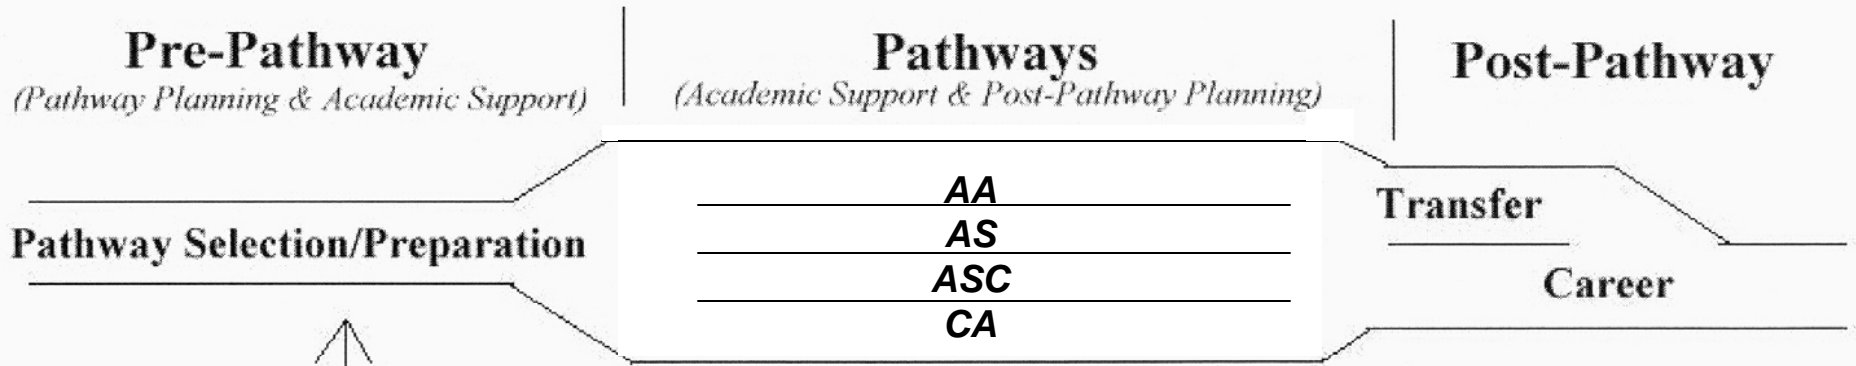 Pre-Pathway
(Pathway Planning & Academic Support)
Pathways
(Academic Support & Post-Pathway Planning)
Post-Pathway
Pathway Selection/Preparation
AA
AS
ASC
CA
Transfer
Career